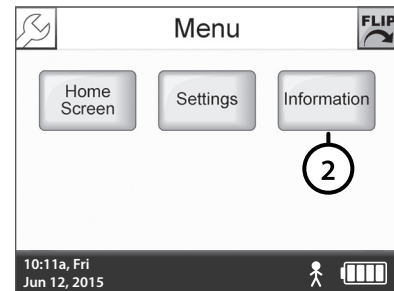 Menu
FLIP
Home
Screen
Settings
Information
2
10:11a, Fri
Jun 12, 2015